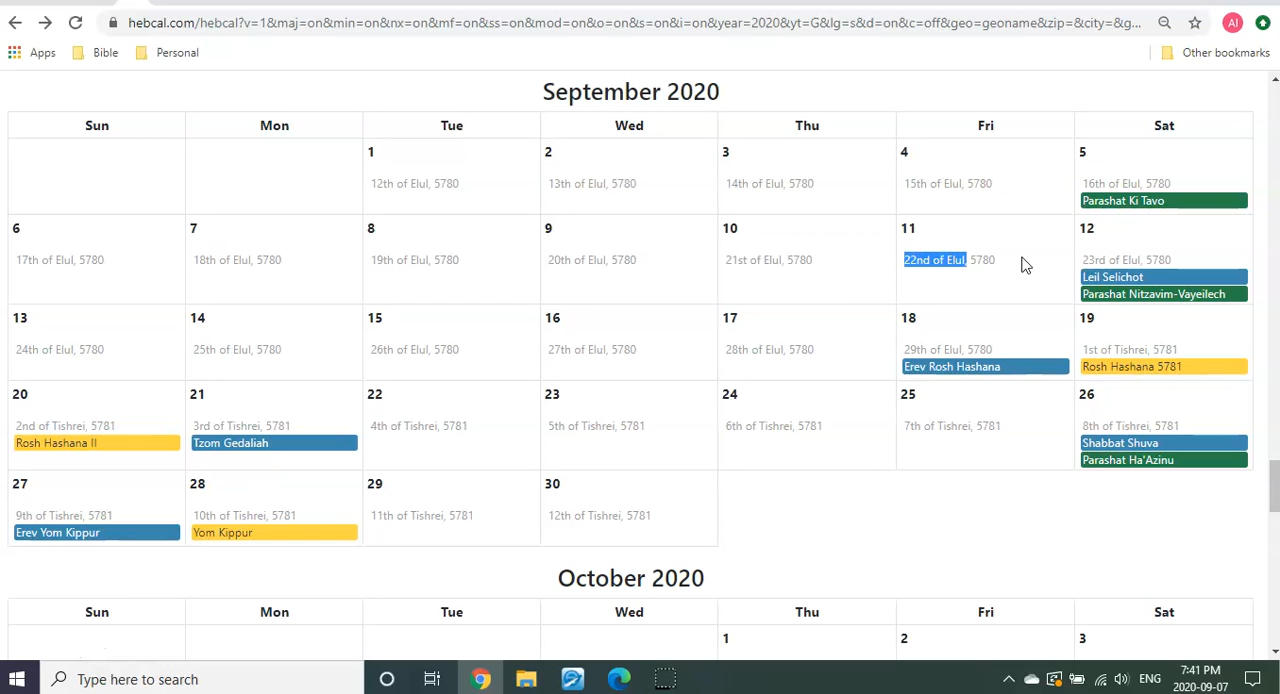 hebcal.com/hebcal?v=1&maj=on&min=on&nx=on&mf=on&ss=on&mod=on&o=on&s=on&i=on&year=2020&yt=G&lg=s&d=on&c=off&geo=geoname&zip=&city=&g...
AI
Apps Bible Personal Other bookmarks
September 2020
Sun Mon Tue Wed Thu Fri Sat
1 2 3 4 5
12th of Elul, 5780 13th of Elul, 5780 14th of Elul, 5780 15th of Elul, 5780 16th of Elul, 5780
Parashat Ki Tavo
6 7 8 9 10 11 12
17th of Elul, 5780 18th of Elul, 5780 19th of Elul, 5780 20th of Elul, 5780 21st of Elul, 5780 22nd of Elul, 5780 23rd of Elul, 5780
Leil Selichot
Parashat Nitzavim-Vayeilech
13 14 15 16 17 18 19
24th of Elul, 5780 25th of Elul, 5780 26th of Elul, 5780 27th of Elul, 5780 28th of Elul, 5780 29th of Elul, 5780 1st of Tishrei, 5781
Erev Rosh Hashana Rosh Hashana 5781
20 21 22 23 24 25 26
2nd of Tishrei, 5781 3rd of Tishrei, 5781 4th of Tishrei, 5781 5th of Tishrei, 5781 6th of Tishrei, 5781 7th of Tishrei, 5781 8th of Tishrei, 5781
Rosh Hashana II Tzom Gedaliah Shabbat Shuva
Parashat Ha'Azinu
27 28 29 30
9th of Tishrei, 5781 10th of Tishrei, 5781 11th of Tishrei, 5781 12th of Tishrei, 5781
Erev Yom Kippur Yom Kippur
October 2020
Sun Mon Tue Wed Thu Fri Sat
1 2 3
Type here to search
ENG
7:41 PM
2020-09-07